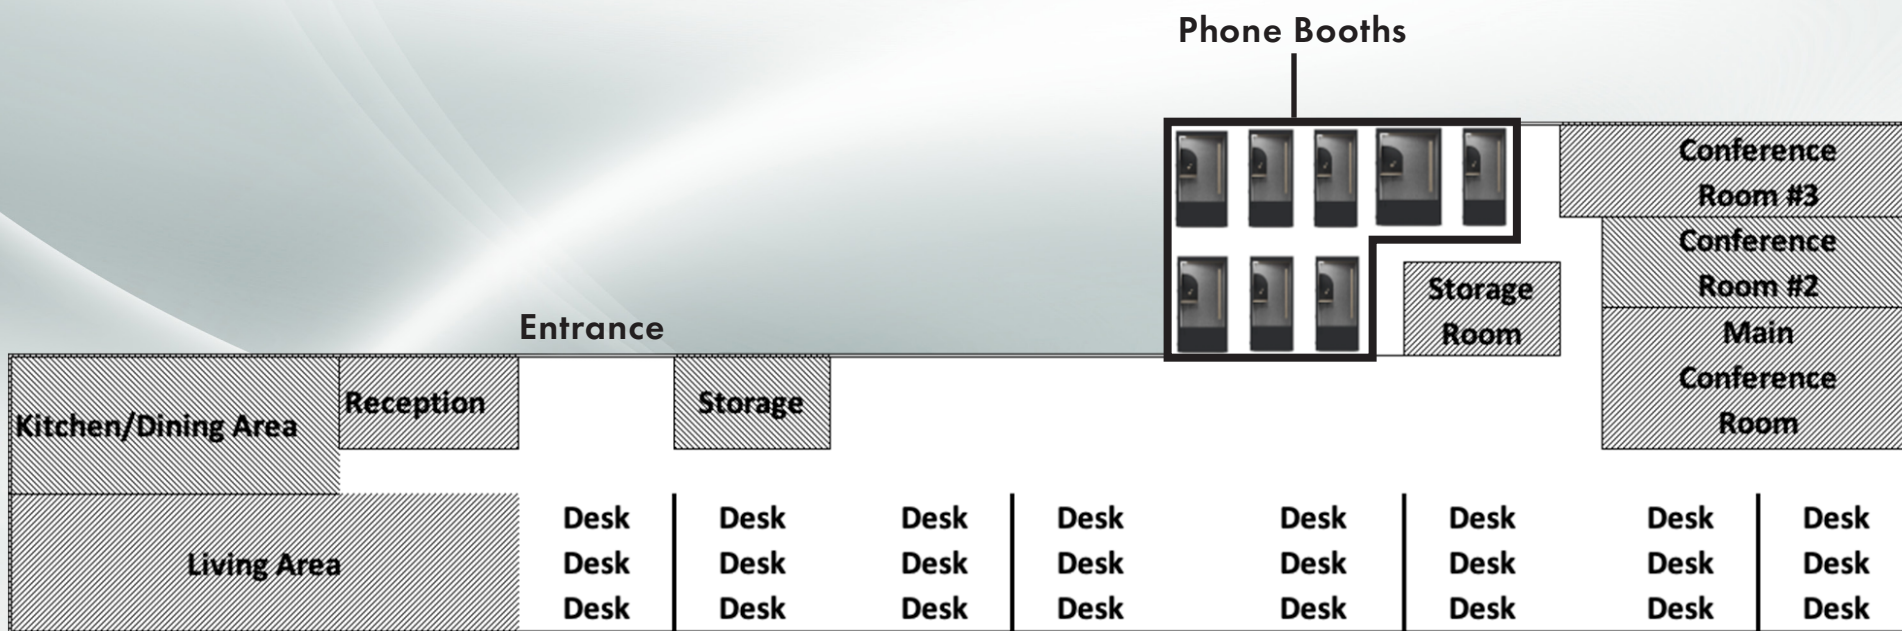 Phone Booths
Conference
Room #3
Conference
Room #2
Storage
Room
Main
Conference
Room
Entrance
Kitchen/Dining Area
Reception
Storage
Living Area
Desk Desk Desk Desk Desk Desk Desk Desk
Desk Desk Desk Desk Desk Desk Desk Desk
Desk Desk Desk Desk Desk Desk Desk Desk